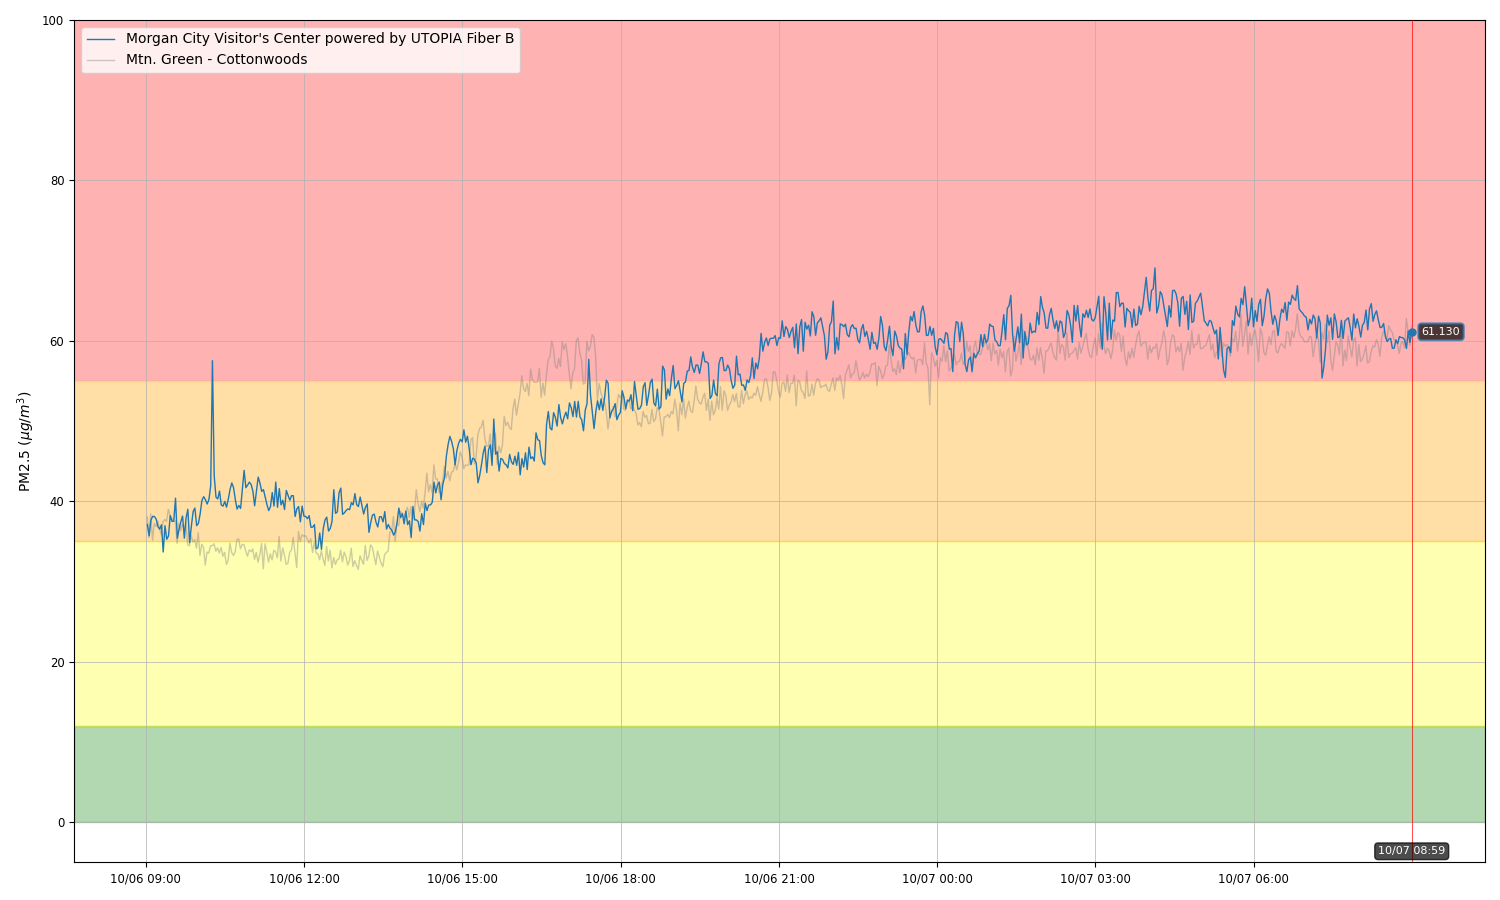 100
Morgan City Visitor's Center powered by UTOPIA Fiber B
Mtn. Green - Cottonwoods
80
60
61.130
PM2.5 (μg/m³)
40
20
0
10/07 08:59
10/06 09:00 10/06 12:00 10/06 15:00 10/06 18:00 10/06 21:00 10/07 00:00 10/07 03:00 10/07 06:00